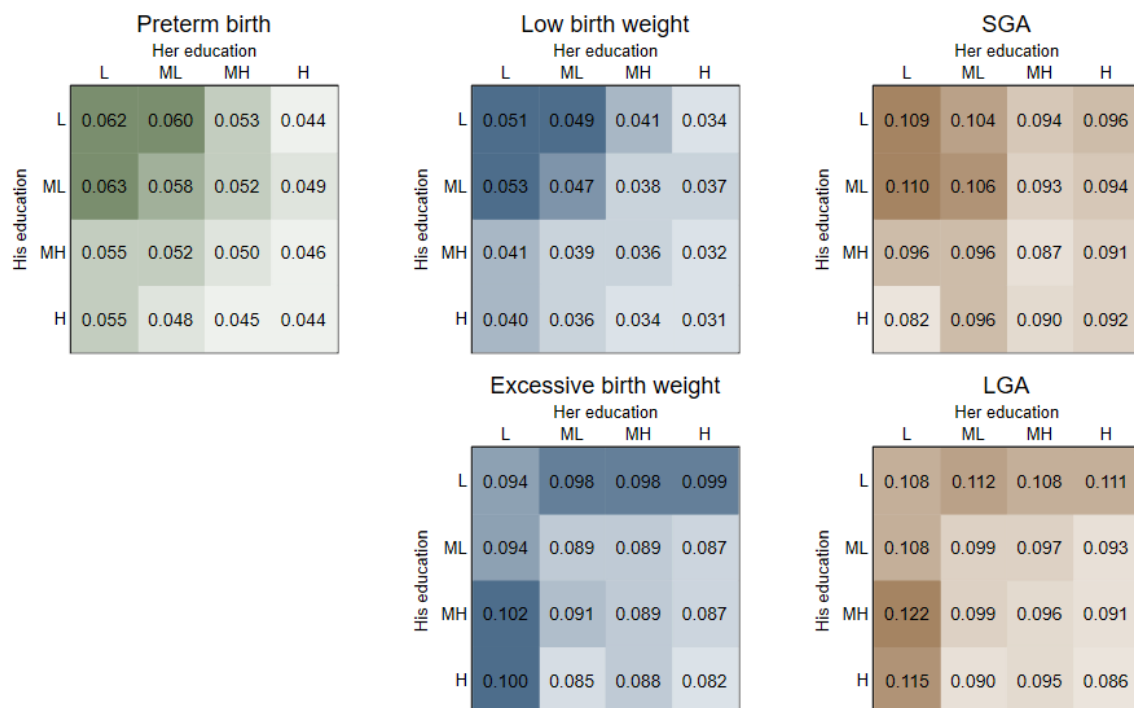 Preterm birth
Her education
L ML MH H
His education
L 0.062 0.060 0.053 0.044
ML 0.063 0.058 0.052 0.049
MH 0.055 0.052 0.050 0.046
H 0.055 0.048 0.045 0.044
Low birth weight
Her education
L ML MH H
His education
L 0.051 0.049 0.041 0.034
ML 0.053 0.047 0.038 0.037
MH 0.041 0.039 0.036 0.032
H 0.040 0.036 0.034 0.031
SGA
Her education
L ML MH H
His education
L 0.109 0.104 0.094 0.096
ML 0.110 0.106 0.093 0.094
MH 0.096 0.096 0.087 0.091
H 0.082 0.096 0.090 0.092
Excessive birth weight
Her education
L ML MH H
His education
L 0.094 0.098 0.098 0.099
ML 0.094 0.089 0.089 0.087
MH 0.102 0.091 0.089 0.087
H 0.100 0.085 0.088 0.082
LGA
Her education
L ML MH H
His education
L 0.108 0.112 0.108 0.111
ML 0.108 0.099 0.097 0.093
MH 0.122 0.099 0.096 0.091
H 0.115 0.090 0.095 0.086